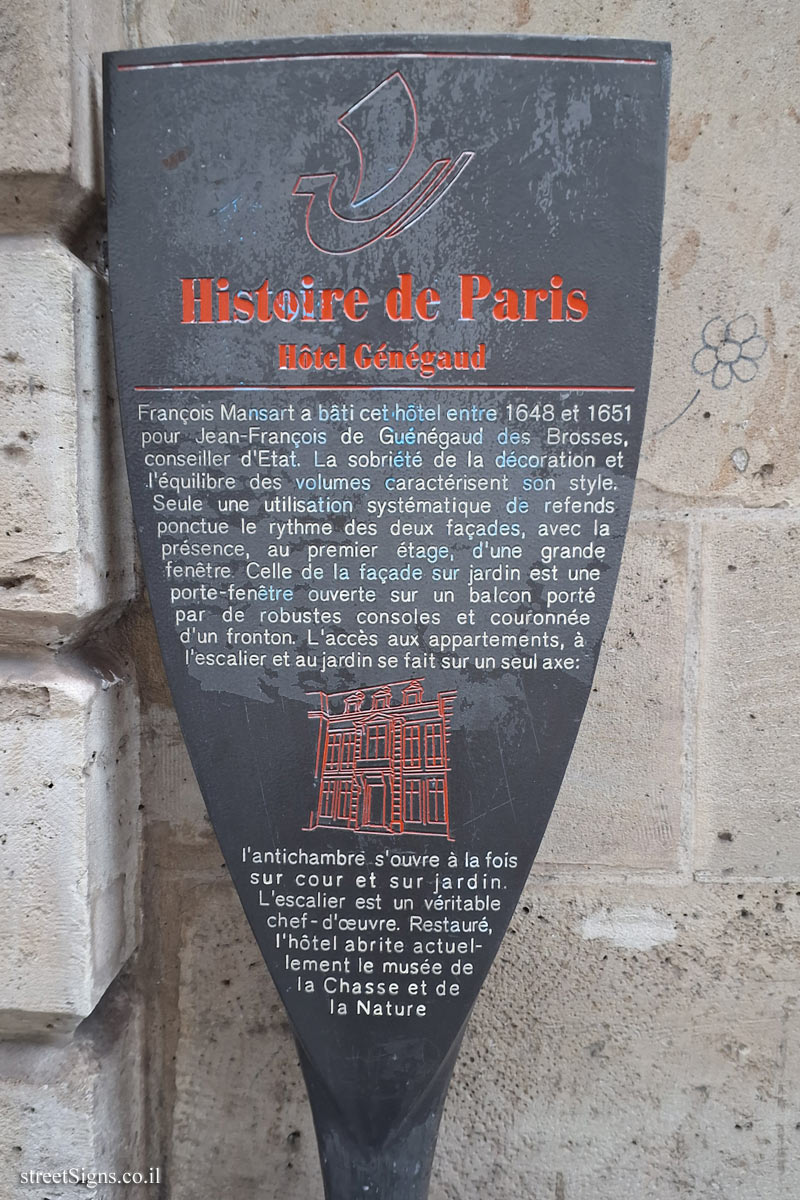 Histoire de Paris
Hôtel Génégaud
François Mansart a bâti cet hôtel entre 1648 et 1651
pour Jean-François de Guénégaud des Brosses,
conseiller d'Etat. La sobriété de la décoration et
l'équilibre des volumes caractérisent son style.
Seule une utilisation systématique de refends
ponctue le rythme des deux façades, avec la
présence, au premier étage, d'une grande
fenêtre. Celle de la façade sur jardin est une
porte-fenêtre ouverte sur un balcon porté
par de robustes consoles et couronnée
d'un fronton. L'accès aux appartements, à
l'escalier et au jardin se fait sur un seul axe:
l'antichambre s'ouvre à la fois
sur cour et sur jardin.
L'escalier est un véritable
chef-d'œuvre. Restauré,
l'hôtel abrite actuel-
lement le musée de
la Chasse et de
la Nature
streetSigns.co.il